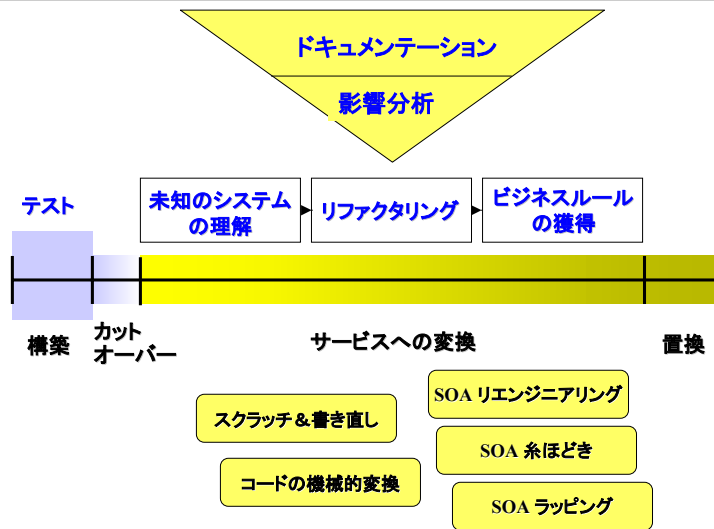 ドキュメンテーション
影響分析
テスト
未知のシステム
の理解
リファクタリング
ビジネスルール
の獲得
構築
カット
オーバー
サービスへの変換
置換
スクラッチ＆書き直し
コードの機械的変換
SOA リエンジニアリング
SOA 糸ほどき
SOA ラッピング